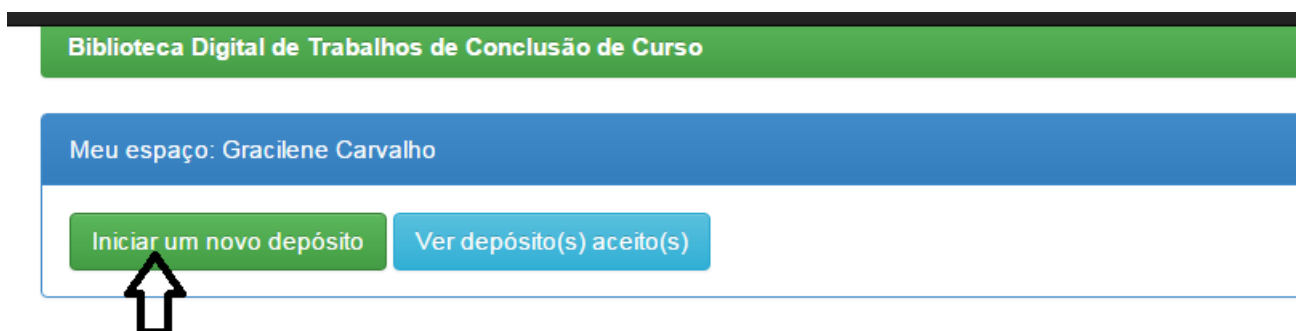 Biblioteca Digital de Trabalhos de Conclusão de Curso
Meu espaço: Gracilene Carvalho
Iniciar um novo depósito
Ver depósito(s) aceito(s)